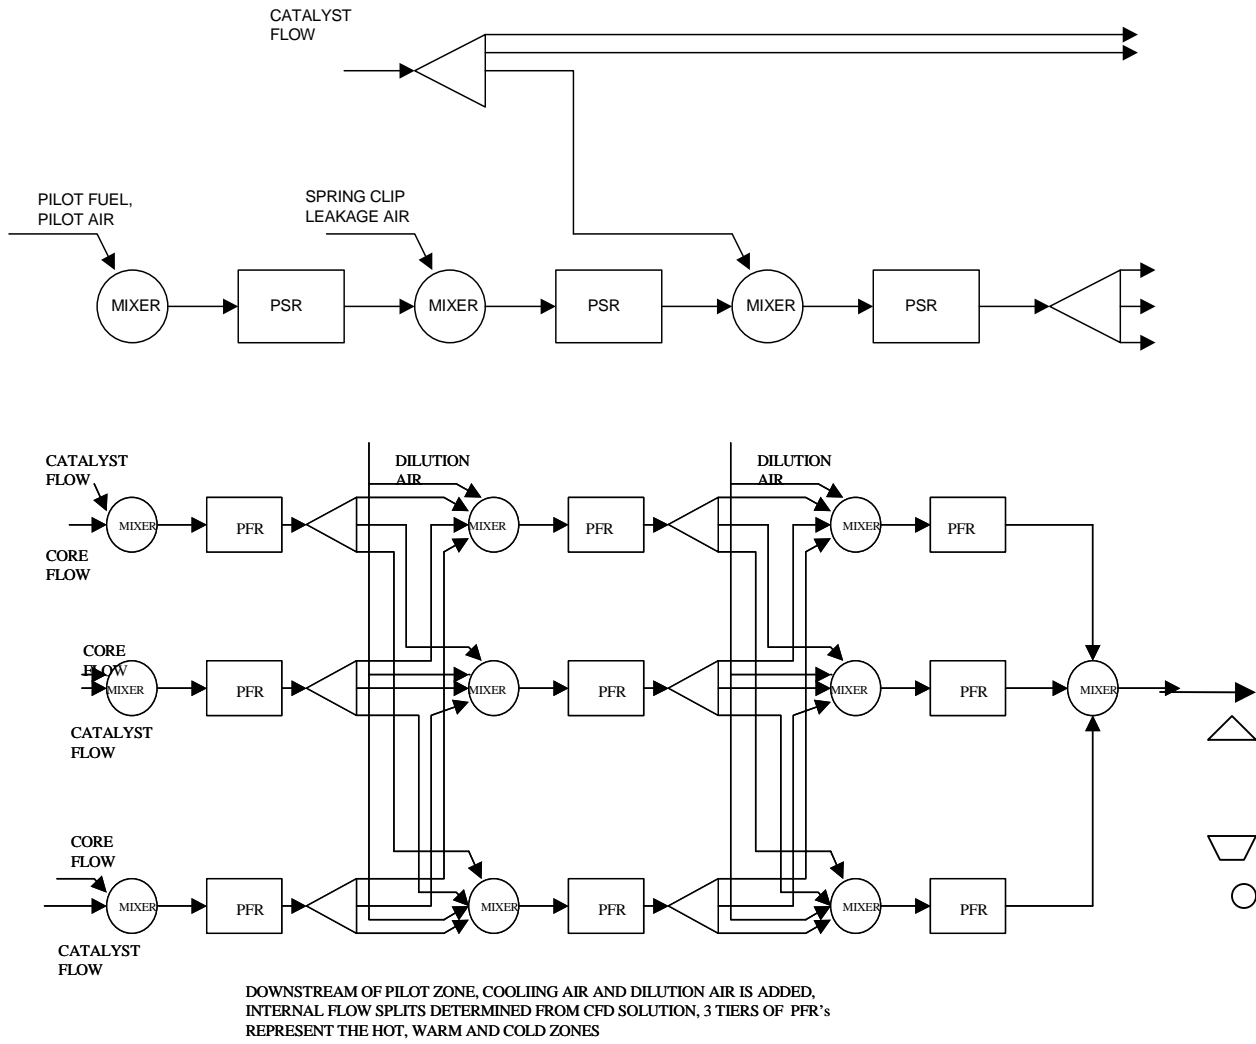 CATALYST
FLOW
PILOT FUEL,
PILOT AIR
SPRING CLIP
LEAKAGE AIR
MIXER
PSR
MIXER
PSR
MIXER
PSR
CATALYST
FLOW
DILUTION
AIR
DILUTION
AIR
MIXER
PFR
MIXER
PFR
MIXER
PFR
CORE
FLOW
CORE
FLOW
MIXER
PFR
MIXER
PFR
MIXER
PFR
MIXER
CATALYST
FLOW
CORE
FLOW
MIXER
PFR
MIXER
PFR
MIXER
PFR
CATALYST
FLOW
DOWNSTREAM OF PILOT ZONE, COOLIING AIR AND DILUTION AIR IS ADDED,
INTERNAL FLOW SPLITS DETERMINED FROM CFD SOLUTION, 3 TIERS OF PFR's
REPRESENT THE HOT, WARM AND COLD ZONES